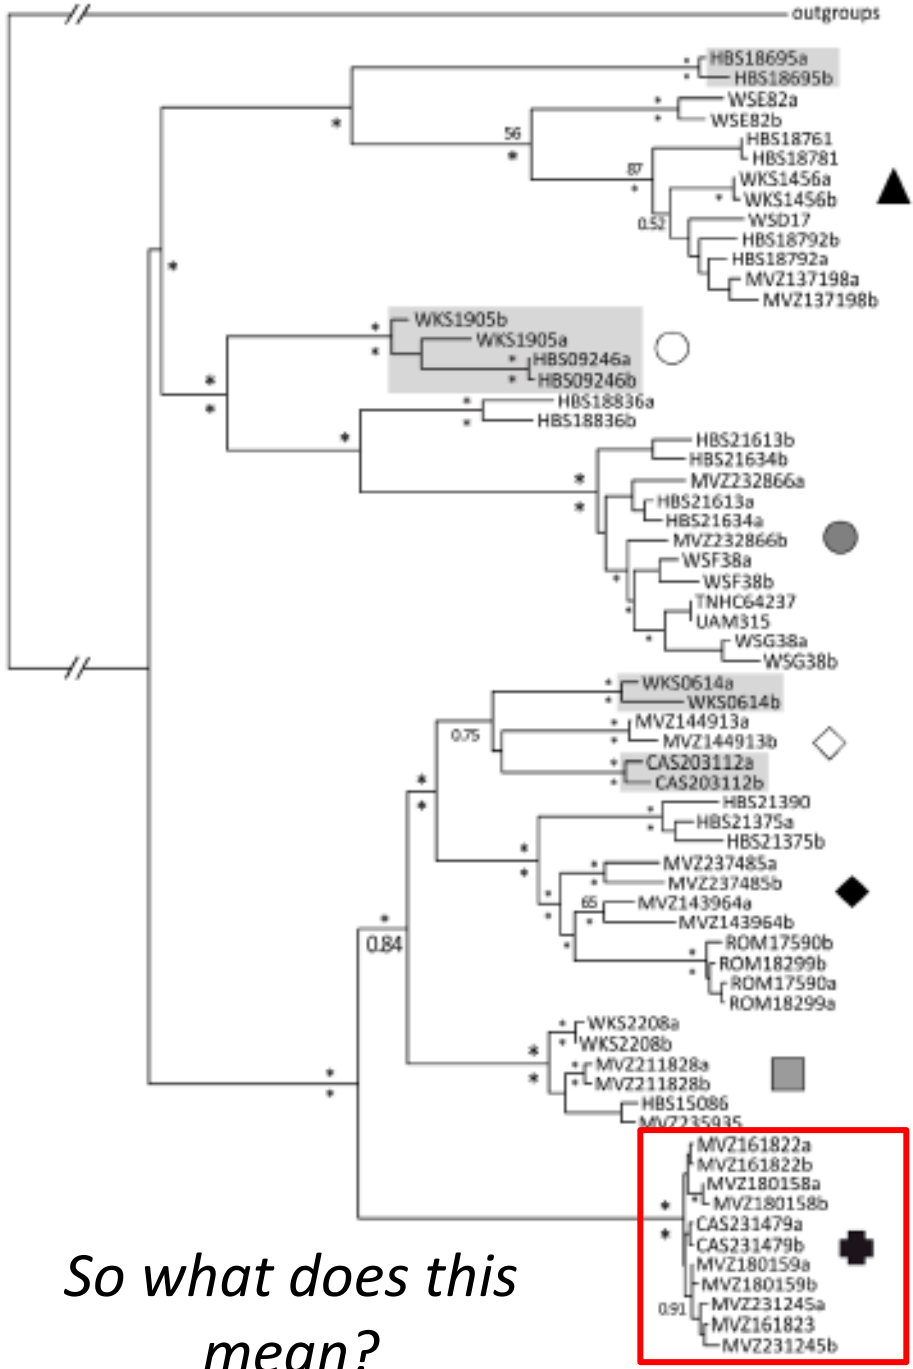 outgroups
HBS18695a
HBS18695b
WSE82a
WSE82b
56
HBS18761
HBS18781
87
WKS1456a
WKS1456b
WSD17
0.52
HBS18792b
HBS18792a
MVZ137198a
MVZ137198b
WKS1905b
WKS1905a
HBS09246a
HBS09246b
HBS18836a
HBS18836b
HBS21613b
HBS21634b
MVZ232866a
HBS21613a
HBS21634a
MVZ232866b
WSF38a
WSF38b
TNHC64237
UAM315
WSG38a
WSG38b
WKS0614a
WKS0614b
MVZ144913a
0.75
MVZ144913b
CAS203112a
CAS203112b
HBS21390
HBS21375a
HBS21375b
MVZ237485a
MVZ237485b
65
MVZ143964a
MVZ143964b
0.84
ROM17590b
ROM18299b
ROM17590a
ROM18299a
WKS2208a
WKS2208b
MVZ211828a
MVZ211828b
HBS15086
MVZ235935
MVZ161822a
MVZ161822b
MVZ180158a
MVZ180158b
CAS231479a
CAS231479b
MVZ180159a
MVZ180159b
0.91
MVZ231245a
MVZ161823
MVZ231245b
So what does this
mean?